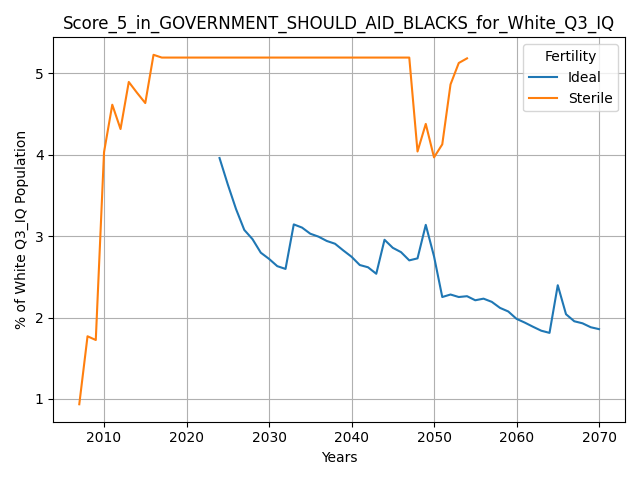 Score_5_in_GOVERNMENT_SHOULD_AID_BLACKS_for_White_Q3_IQ
Fertility
Ideal
Sterile
% of White Q3_IQ Population
5
4
3
2
1
2010 2020 2030 2040 2050 2060 2070
Years